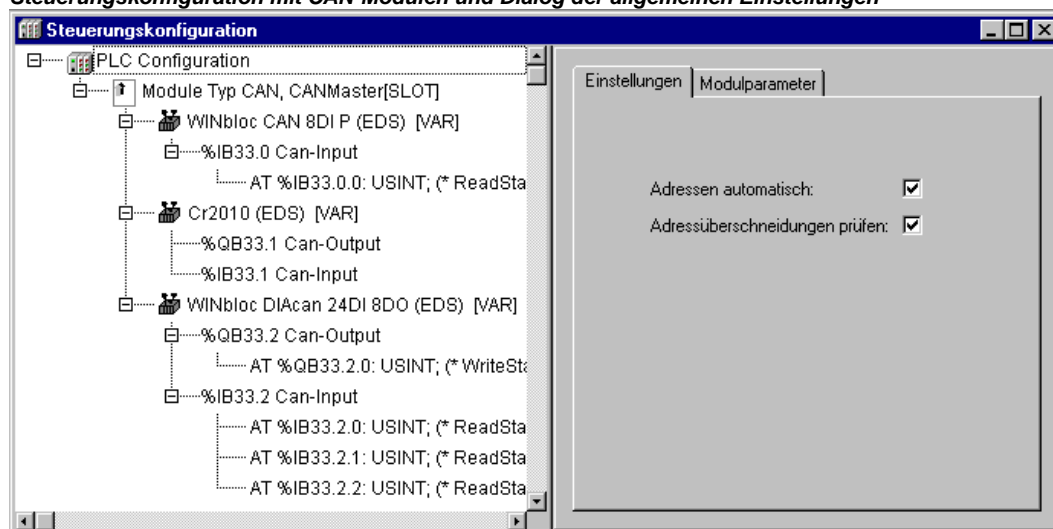 Steuerungskonfiguration mit CAN-Modulen und Dialog der allgemeinen Einstellungen
Steuerungskonfiguration
PLC Configuration
Module Typ CAN, CANMaster[SLOT]
WINbloc CAN 8DI P (EDS) [VAR]
%IB33.0 Can-Input
AT %IB33.0.0: USINT; (* ReadSta
Cr2010 (EDS) [VAR]
%QB33.1 Can-Output
%IB33.1 Can-Input
WINbloc DIAcan 24DI 8DO (EDS) [VAR]
%QB33.2 Can-Output
AT %QB33.2.0: USINT; (* WriteSta
%IB33.2 Can-Input
AT %IB33.2.0: USINT; (* ReadSta
AT %IB33.2.1: USINT; (* ReadSta
AT %IB33.2.2: USINT; (* ReadSta
Einstellungen
Modulparameter
Adressen automatisch:
Adressüberschneidungen prüfen: